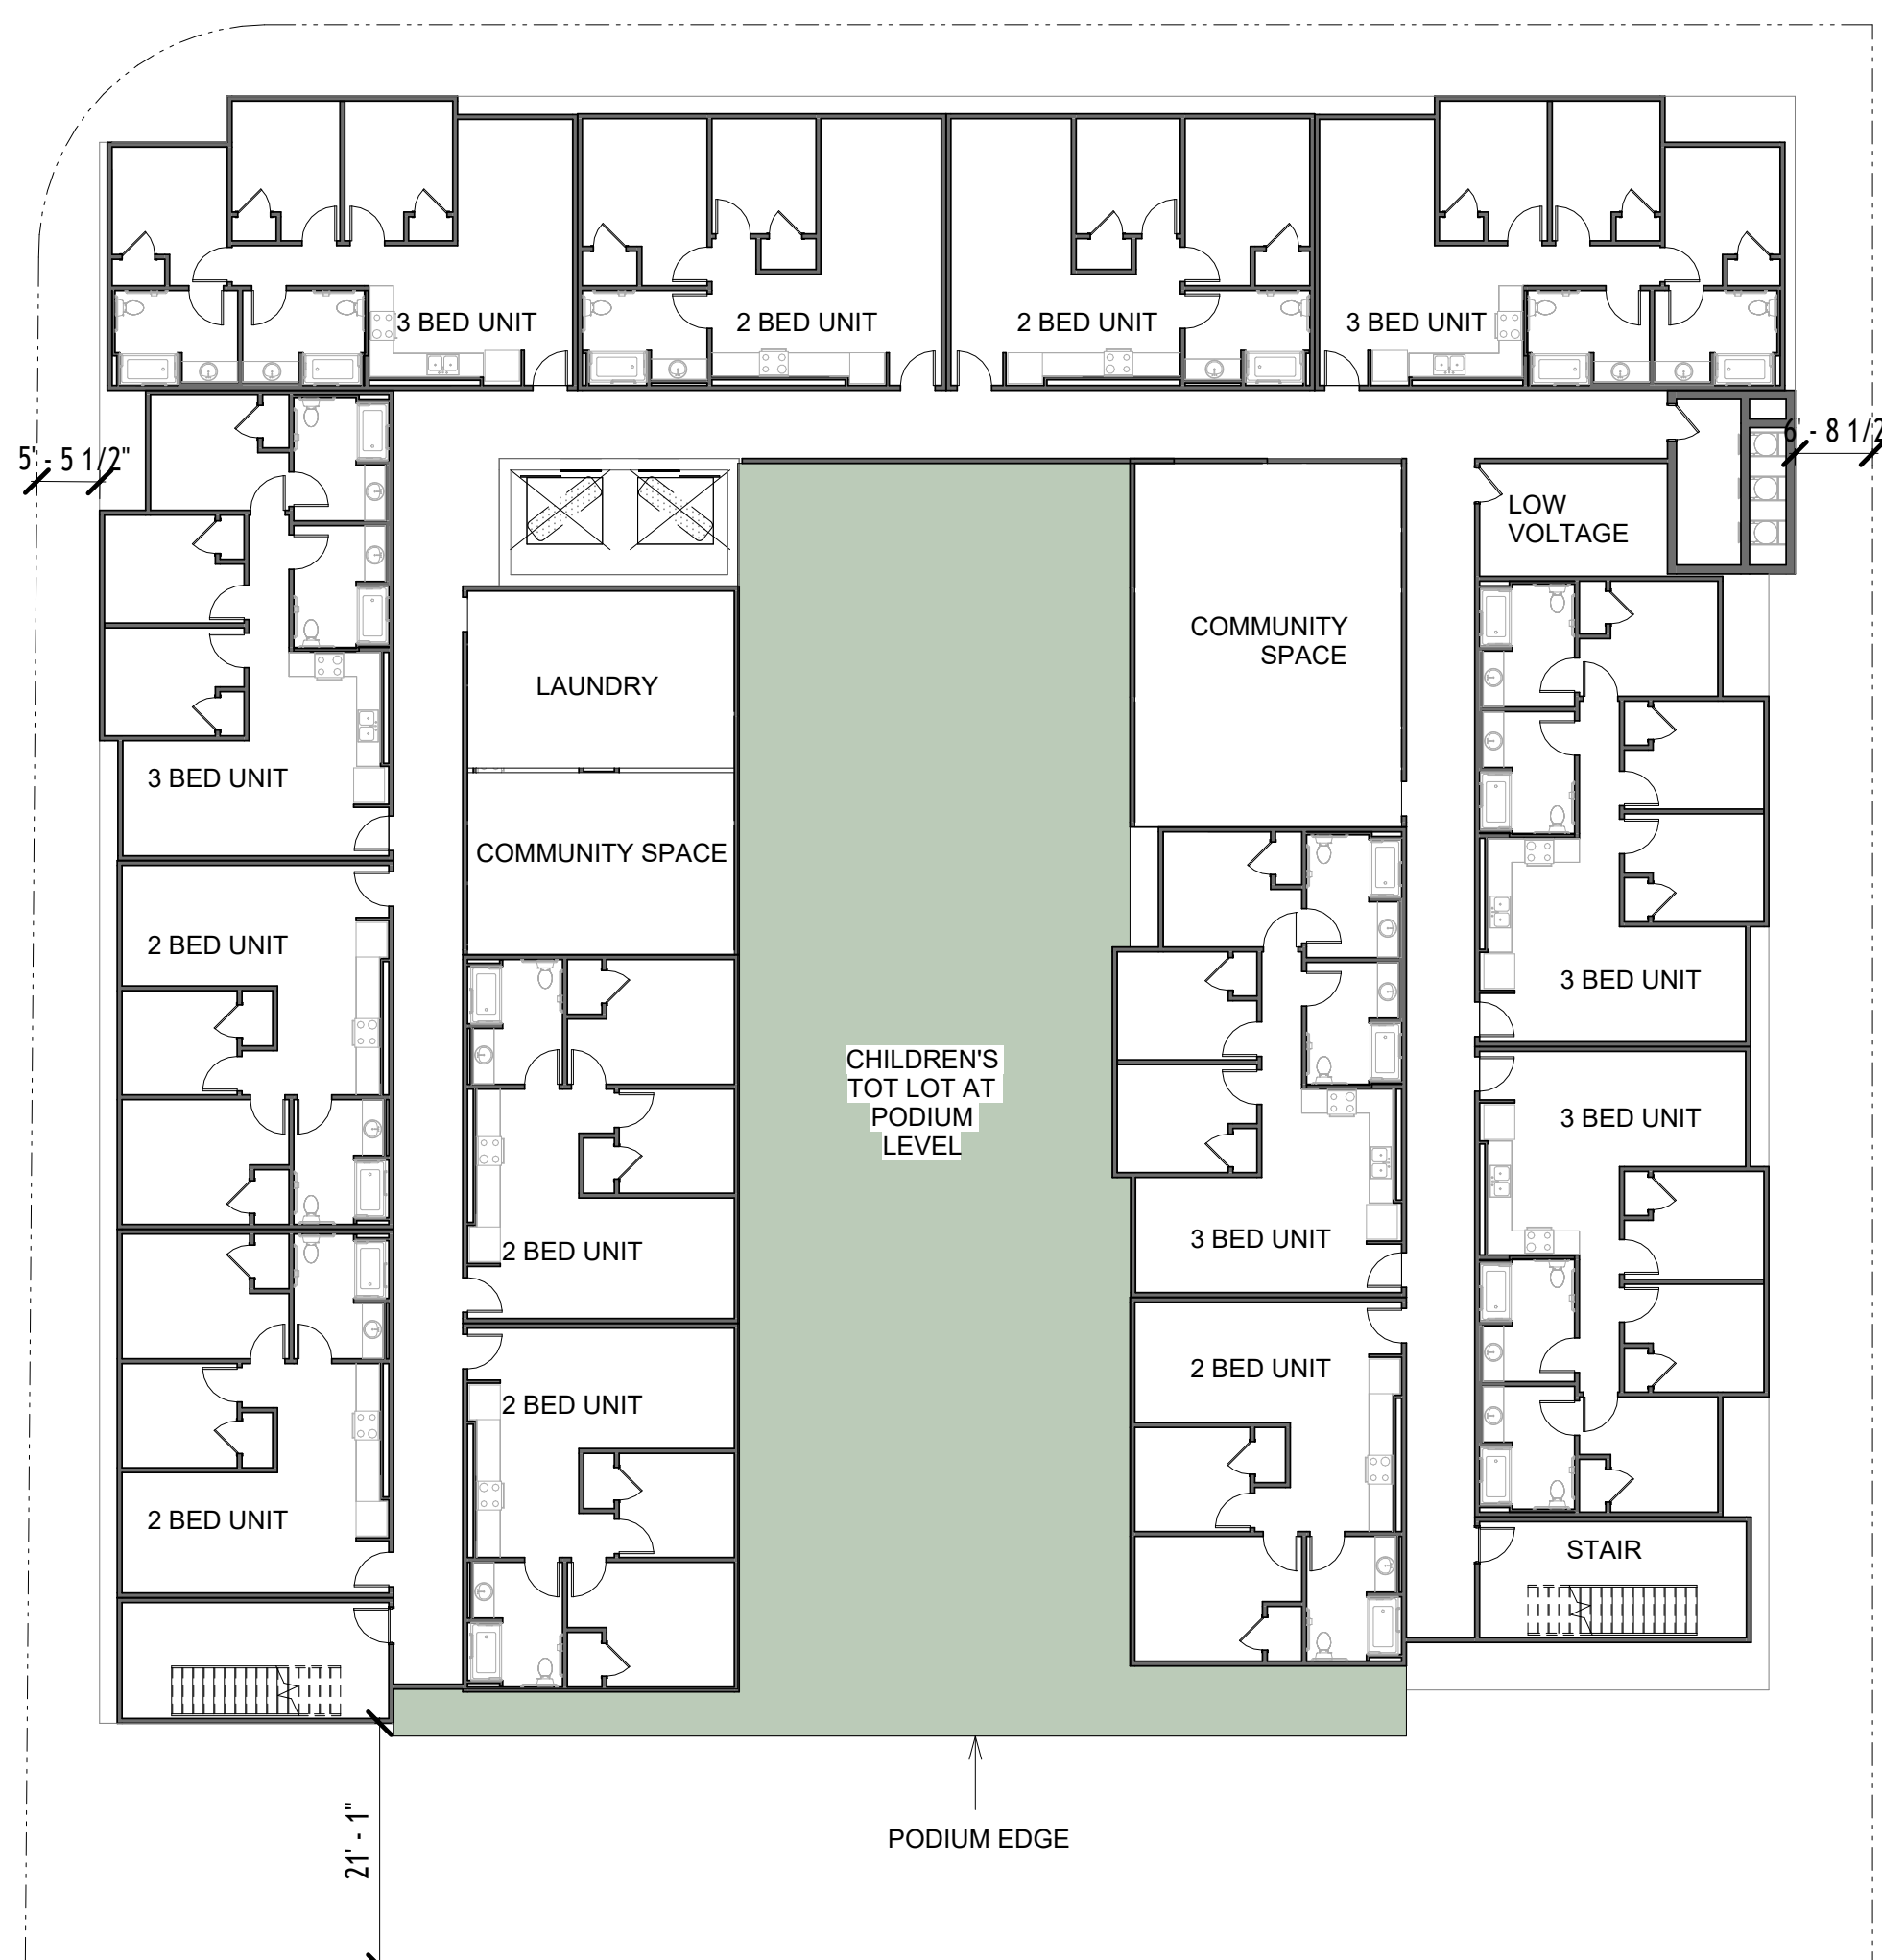 3 BED UNIT
2 BED UNIT
2 BED UNIT
3 BED UNIT
5' - 5 1/2"
6' - 8 1/2
LOW
VOLTAGE
COMMUNITY
SPACE
LAUNDRY
3 BED UNIT
COMMUNITY SPACE
2 BED UNIT
3 BED UNIT
CHILDREN'S
TOT LOT AT
PODIUM
LEVEL
3 BED UNIT
2 BED UNIT
3 BED UNIT
2 BED UNIT
2 BED UNIT
2 BED UNIT
STAIR
21' - 1"
PODIUM EDGE